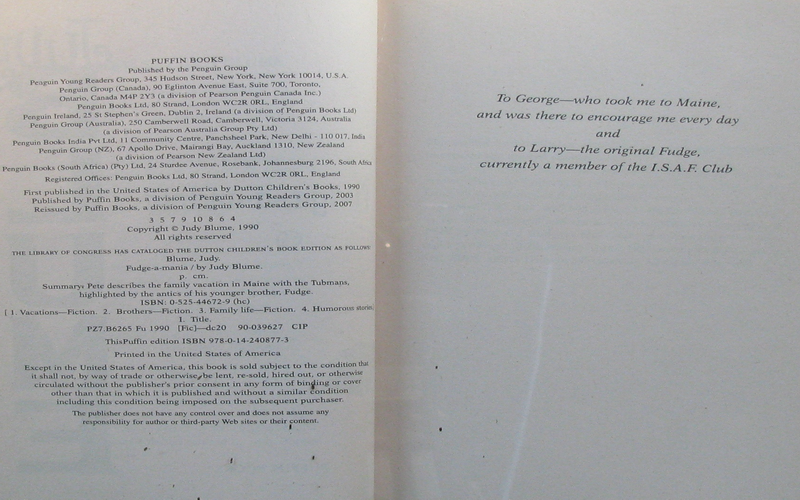 PUFFIN BOOKS
Published by the Penguin Group
Penguin Young Readers Group, 345 Hudson Street, New York, New York 10014, U.S.A.
Penguin Group (Canada), 90 Eglinton Avenue East, Suite 700, Toronto,
Ontario, Canada M4P 2Y3 (a division of Pearson Penguin Canada Inc.)
Penguin Books Ltd, 80 Strand, London WC2R 0RL, England
Penguin Ireland, 25 St Stephen's Green, Dublin 2, Ireland (a division of Penguin Books Ltd)
Penguin Group (Australia), 250 Camberwell Road, Camberwell, Victoria 3124, Australia
(a division of Pearson Australia Group Pty Ltd)
Penguin Books India Pvt Ltd, 11 Community Centre, Panchsheel Park, New Delhi - 110 017, India
Penguin Group (NZ), 67 Apollo Drive, Mairangi Bay, Auckland 1310, New Zealand
(a division of Pearson New Zealand Ltd)
Penguin Books (South Africa) (Pty) Ltd, 24 Sturdee Avenue, Rosebank, Johannesburg 2196, South Africa
Registered Offices: Penguin Books Ltd, 80 Strand, London WC2R 0RL, England
First published in the United States of America by Dutton Children's Books, 1990
Published by Puffin Books, a division of Penguin Young Readers Group, 2003
Reissued by Puffin Books, a division of Penguin Young Readers Group, 2007
3 5 7 9 10 8 6 4
Copyright © Judy Blume, 1990
All rights reserved
THE LIBRARY OF CONGRESS HAS CATALOGED THE DUTTON CHILDREN'S BOOK EDITION AS FOLLOWS
Blume, Judy.
Fudge-a-mania / by Judy Blume.
p. cm.
Summary: Pete describes the family vacation in Maine with the Tubmans,
highlighted by the antics of his younger brother, Fudge.
ISBN: 0-525-44672-9 (hc)
[ 1. Vacations—Fiction. 2. Brothers—Fiction. 3. Family life—Fiction. 4. Humorous stories]
1. Title.
PZ7.B6265 Fu 1990 [Fic]—dc20 90-039627 CIP
ThisPuffin edition ISBN 978-0-14-240877-3
Printed in the United States of America
Except in the United States of America, this book is sold subject to the condition that
it shall not, by way of trade or otherwise, be lent, re-sold, hired out, or otherwise
circulated without the publisher's prior consent in any form of binding or cover
other than that in which it is published and without a similar condition
including this condition being imposed on the subsequent purchaser.
The publisher does not have any control over and does not assume any
responsibility for author or third-party Web sites or their content.
To George—who took me to Maine,
and was there to encourage me every day
and
to Larry—the original Fudge,
currently a member of the I.S.A.F. Club